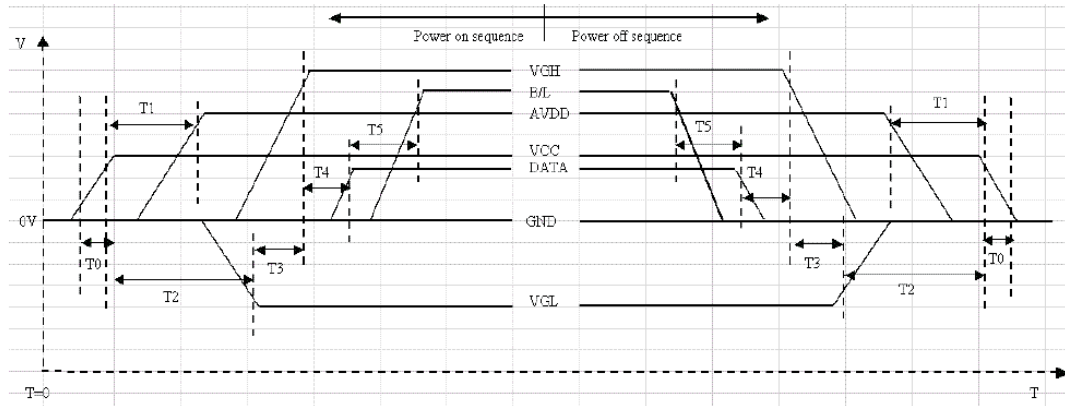 Power on sequence
Power off sequence
V
VGH
B/L
T1
AVDD
T1
T5
T5
VCC
DATA
T4
T4
0V
GND
T0
T3
T3
T0
T2
T2
VGL
T=0
T